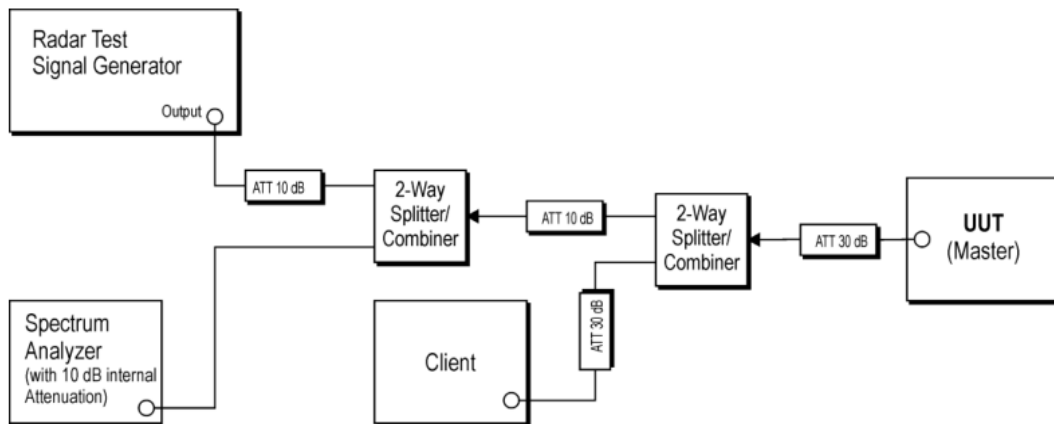 Radar Test
Signal Generator
Output
ATT 10 dB
2-Way
Splitter/
Combiner
ATT 10 dB
2-Way
Splitter/
Combiner
ATT 30 dB
UUT
(Master)
Spectrum
Analyzer
(with 10 dB internal
Attenuation)
Client
ATT 30 dB